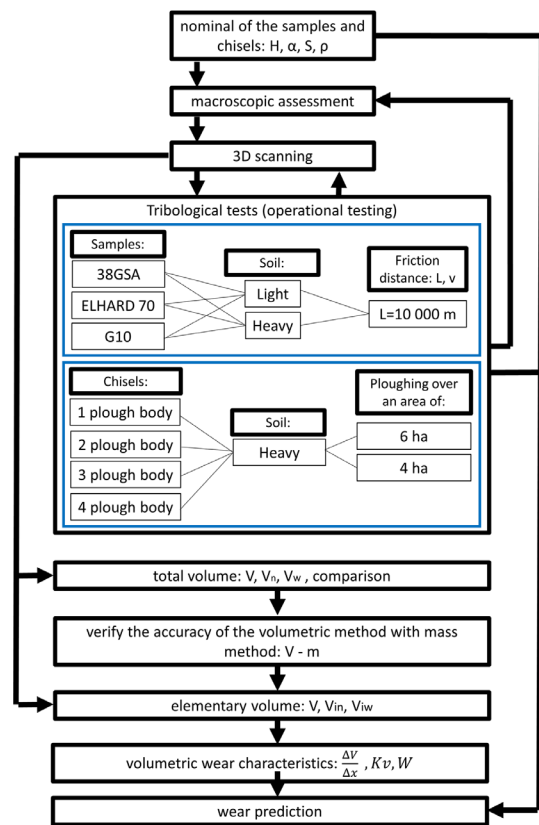 nominal of the samples and
chisels: H, α, S, ρ
macroscopic assessment
3D scanning
Tribological tests (operational testing)
Samples:
38GSA
ELHARD 70
G10
Soil:
Light
Heavy
Friction
distance: L, v
L=10 000 m
Chisels:
1 plough body
2 plough body
3 plough body
4 plough body
Soil:
Heavy
Ploughing over
an area of:
6 ha
4 ha
total volume: V, Vn, Vw , comparison
verify the accuracy of the volumetric method with mass
method: V - m
elementary volume: V, Vin, Viw
volumetric wear characteristics: ΔV/Δx , Kv, W
wear prediction